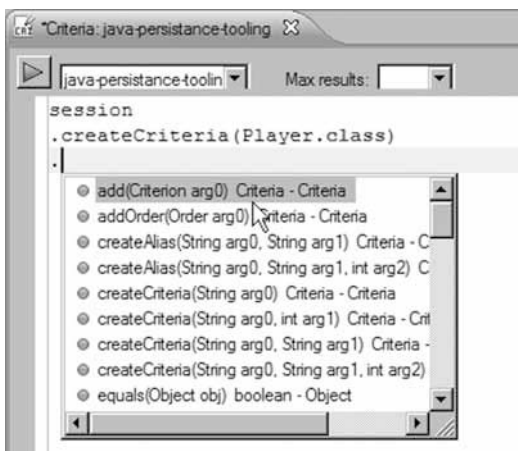 *Criteria: java-persistance-tooling
java-persistance-toolin Max results:
session
.createCriteria(Player.class)
.
add(Criterion arg0) Criteria - Criteria
addOrder(Order arg0) Criteria - Criteria
createAlias(String arg0, String arg1) Criteria - C
createAlias(String arg0, String arg1, int arg2) C
createCriteria(String arg0) Criteria - Criteria
createCriteria(String arg0, int arg1) Criteria - Crit
createCriteria(String arg0, String arg1) Criteria -
createCriteria(String arg0, String arg1, int arg2)
equals(Object obj) boolean - Object